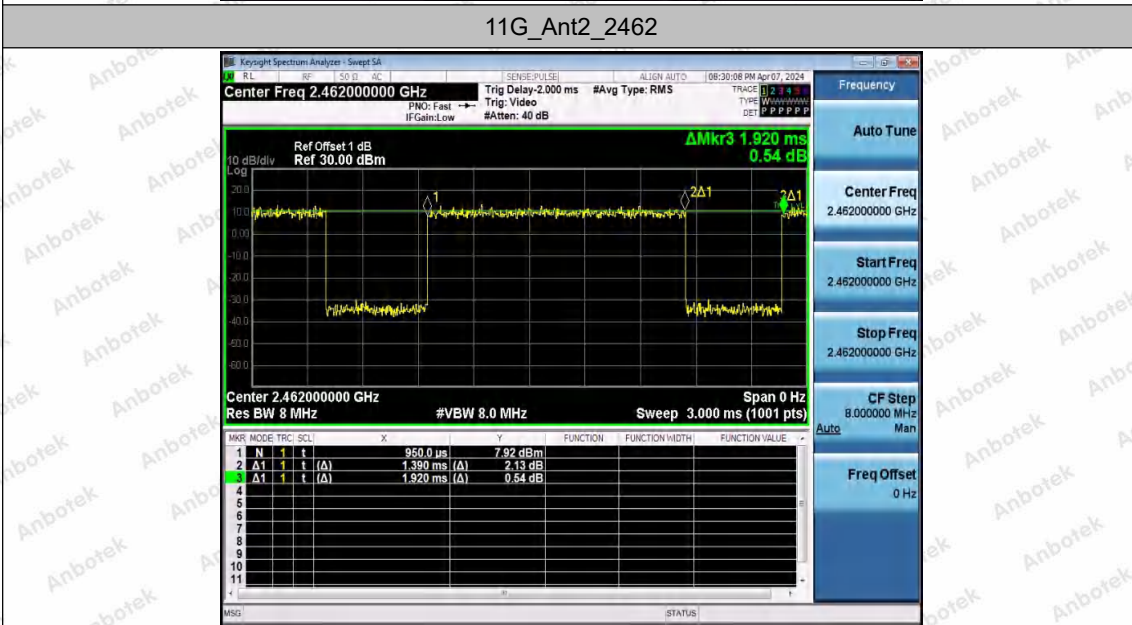 11G_Ant2_2462
Keysight Spectrum Analyzer - Swept SA
RL RF 50 Ω AC SENSE:PULSE ALIGN AUTO 08:30:08 PM Apr 07, 2024
Center Freq 2.462000000 GHz
PNO: Fast
IFGain:Low
Trig Delay-2.000 ms
Trig: Video
#Atten: 40 dB
#Avg Type: RMS
TRACE 1 2 3 4 5 6
TYPE WWWWWW
DET P P P P P P
Frequency
Auto Tune
Center Freq
2.462000000 GHz
Start Freq
2.462000000 GHz
Stop Freq
2.462000000 GHz
CF Step
8.000000 MHz
Auto Man
Freq Offset
0 Hz
ΔMkr3 1.920 ms
0.54 dB
Ref Offset 1 dB
10 dB/div Ref 30.00 dBm
Log
20.0
10.0
0.00
-10.0
-20.0
-30.0
-40.0
-50.0
-60.0
1
2Δ1
Center 2.462000000 GHz Span 0 Hz
Res BW 8 MHz #VBW 8.0 MHz Sweep 3.000 ms (1001 pts)
MKR MODE TRC SCL X Y FUNCTION FUNCTION WIDTH FUNCTION VALUE
1 N 1 t 950.0 µs 7.92 dBm
2 Δ1 1 t (Δ) 1.390 ms (Δ) 2.13 dB
3 Δ1 1 t (Δ) 1.920 ms (Δ) 0.54 dB
4
5
6
7
8
9
10
11
MSG STATUS
Anbotek